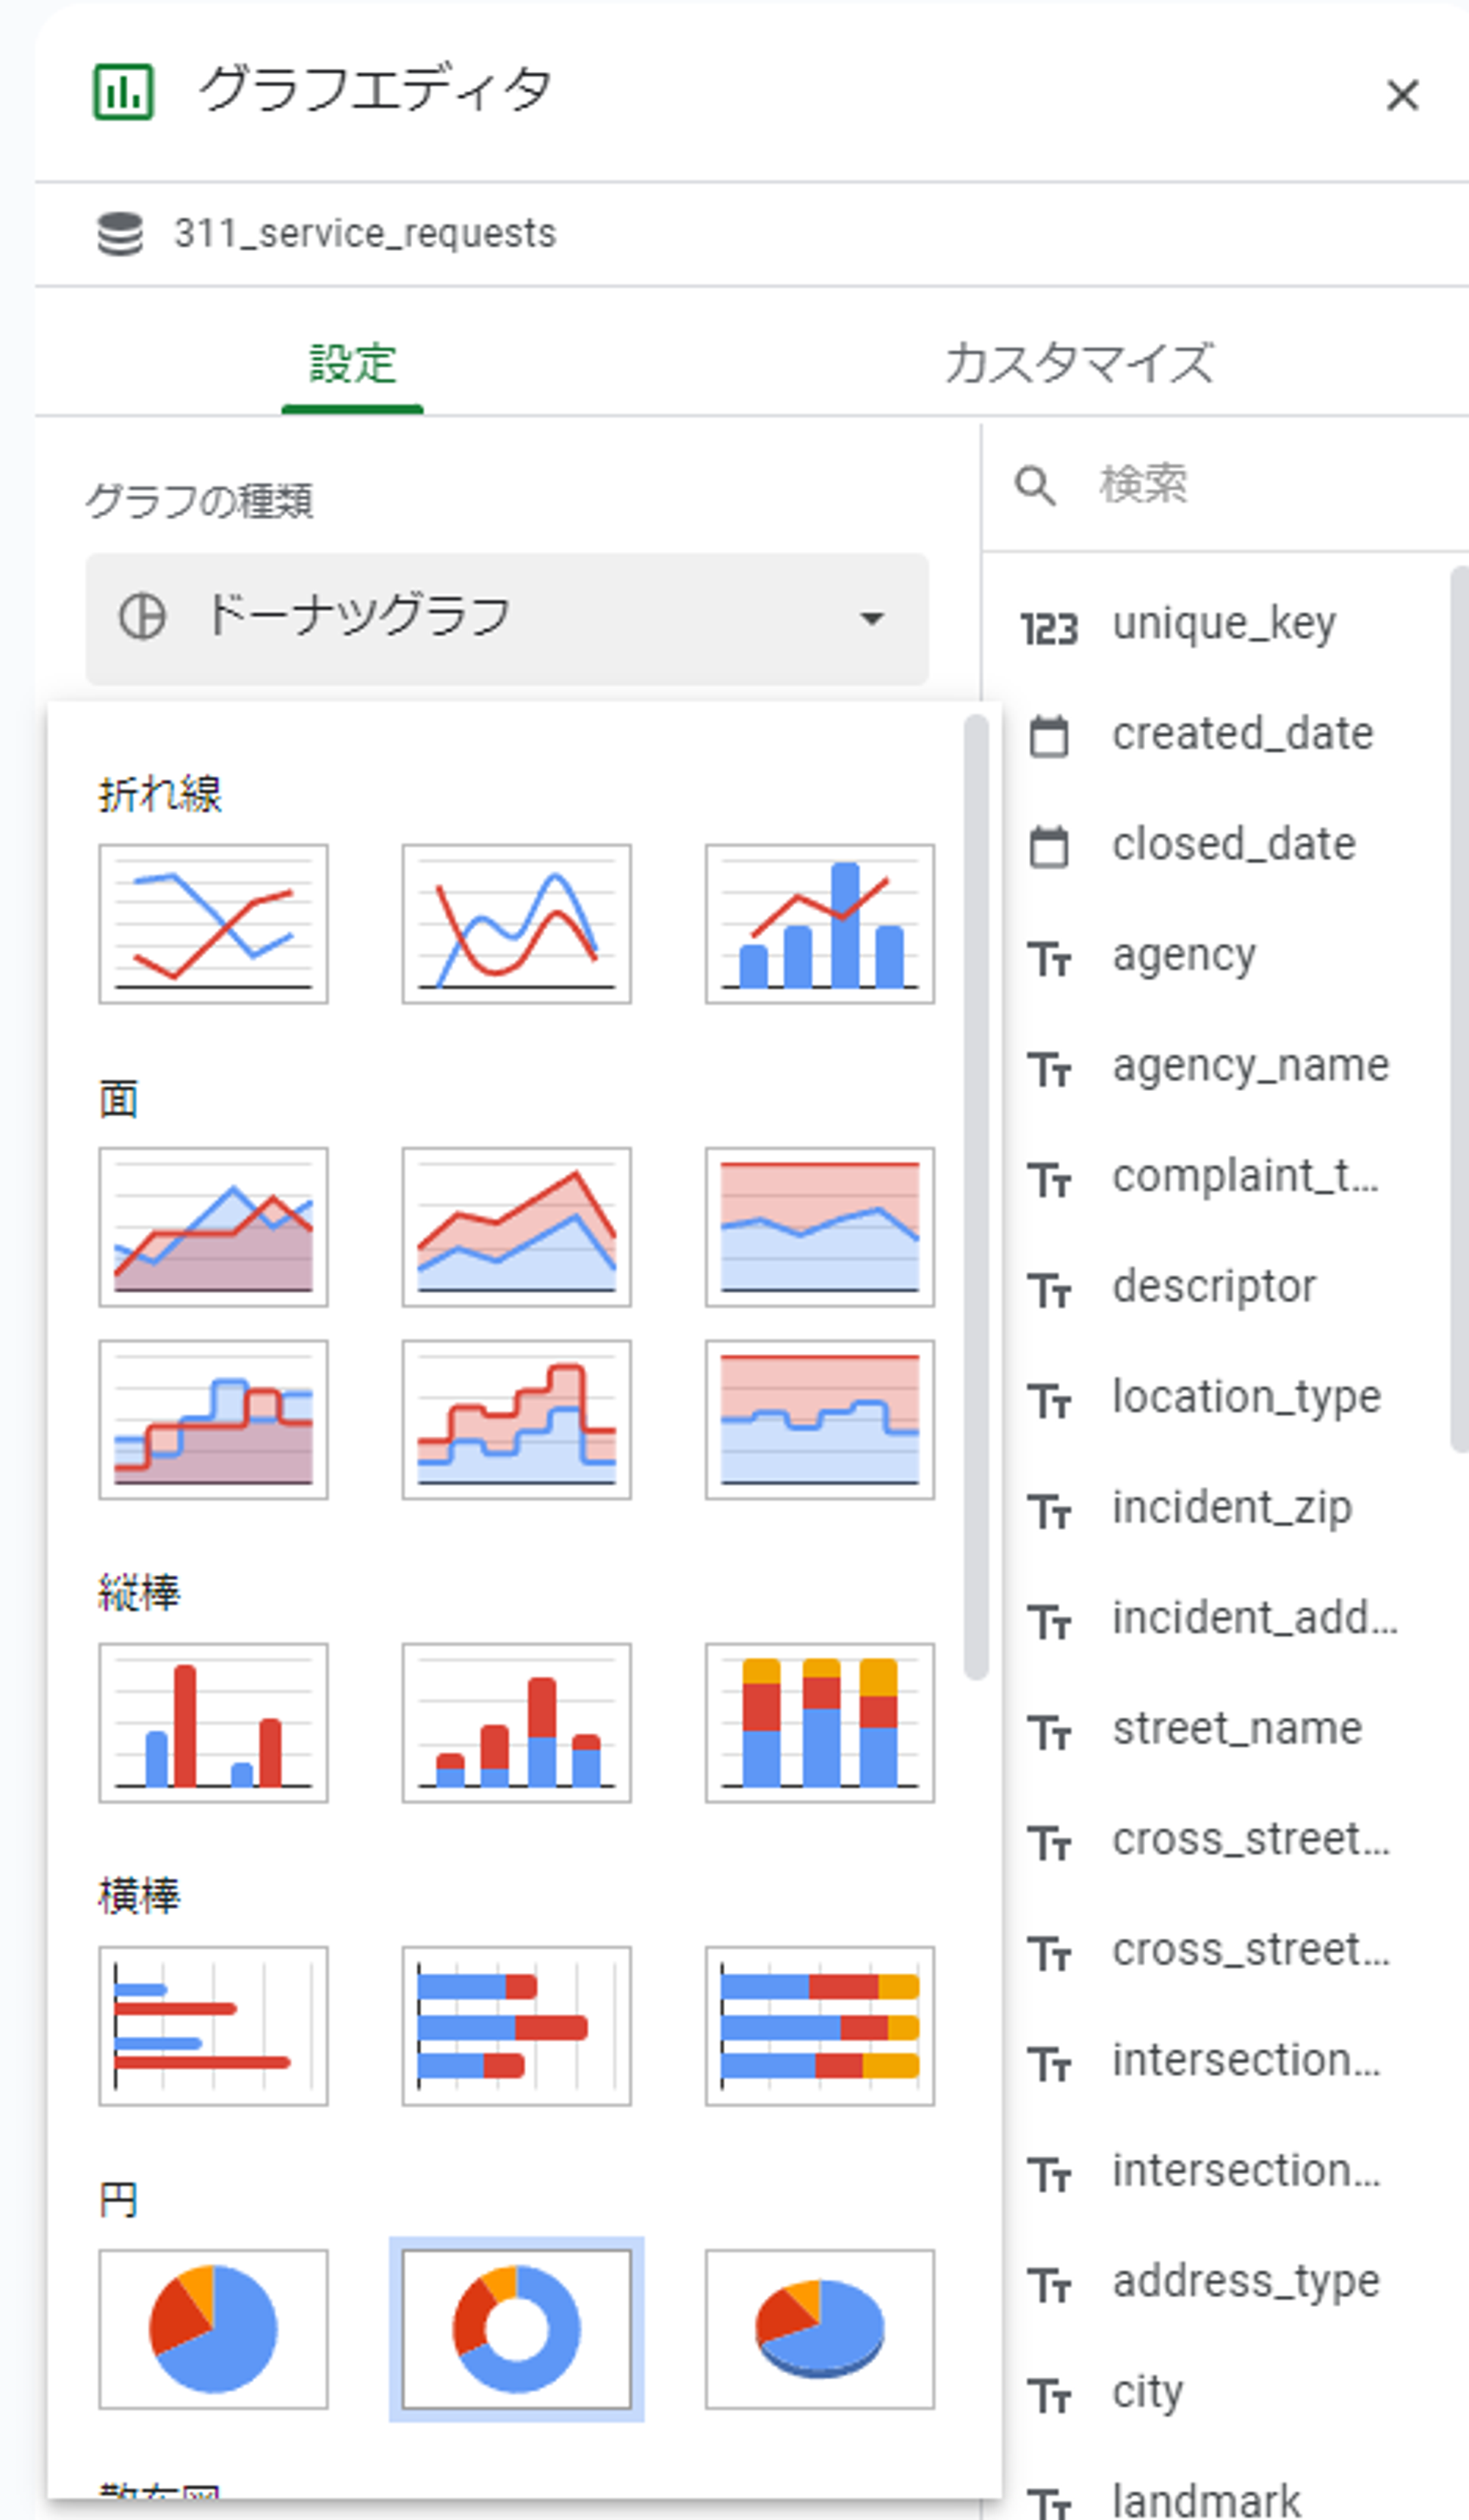 グラフエディタ
311_service_requests
設定
カスタマイズ
グラフの種類
ドーナツグラフ
折れ線
面
縦棒
横棒
円
散布図
検索
123 unique_key
created_date
closed_date
Tт agency
Tт agency_name
Tт complaint_t...
Tт descriptor
Tт location_type
Tт incident_zip
Tт incident_add...
Tт street_name
Tт cross_street...
Tт cross_street...
Tт intersection...
Tт intersection...
Tт address_type
Tт city
Tт landmark